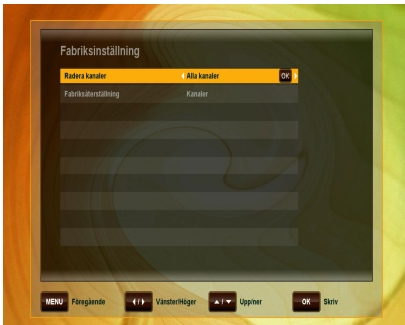 Fabriksinställning
Radera kanaler Alla kanaler OK
Fabriksåterställning Kanaler
MENU Föregående Vänster/Höger Upp/ner OK Skriv